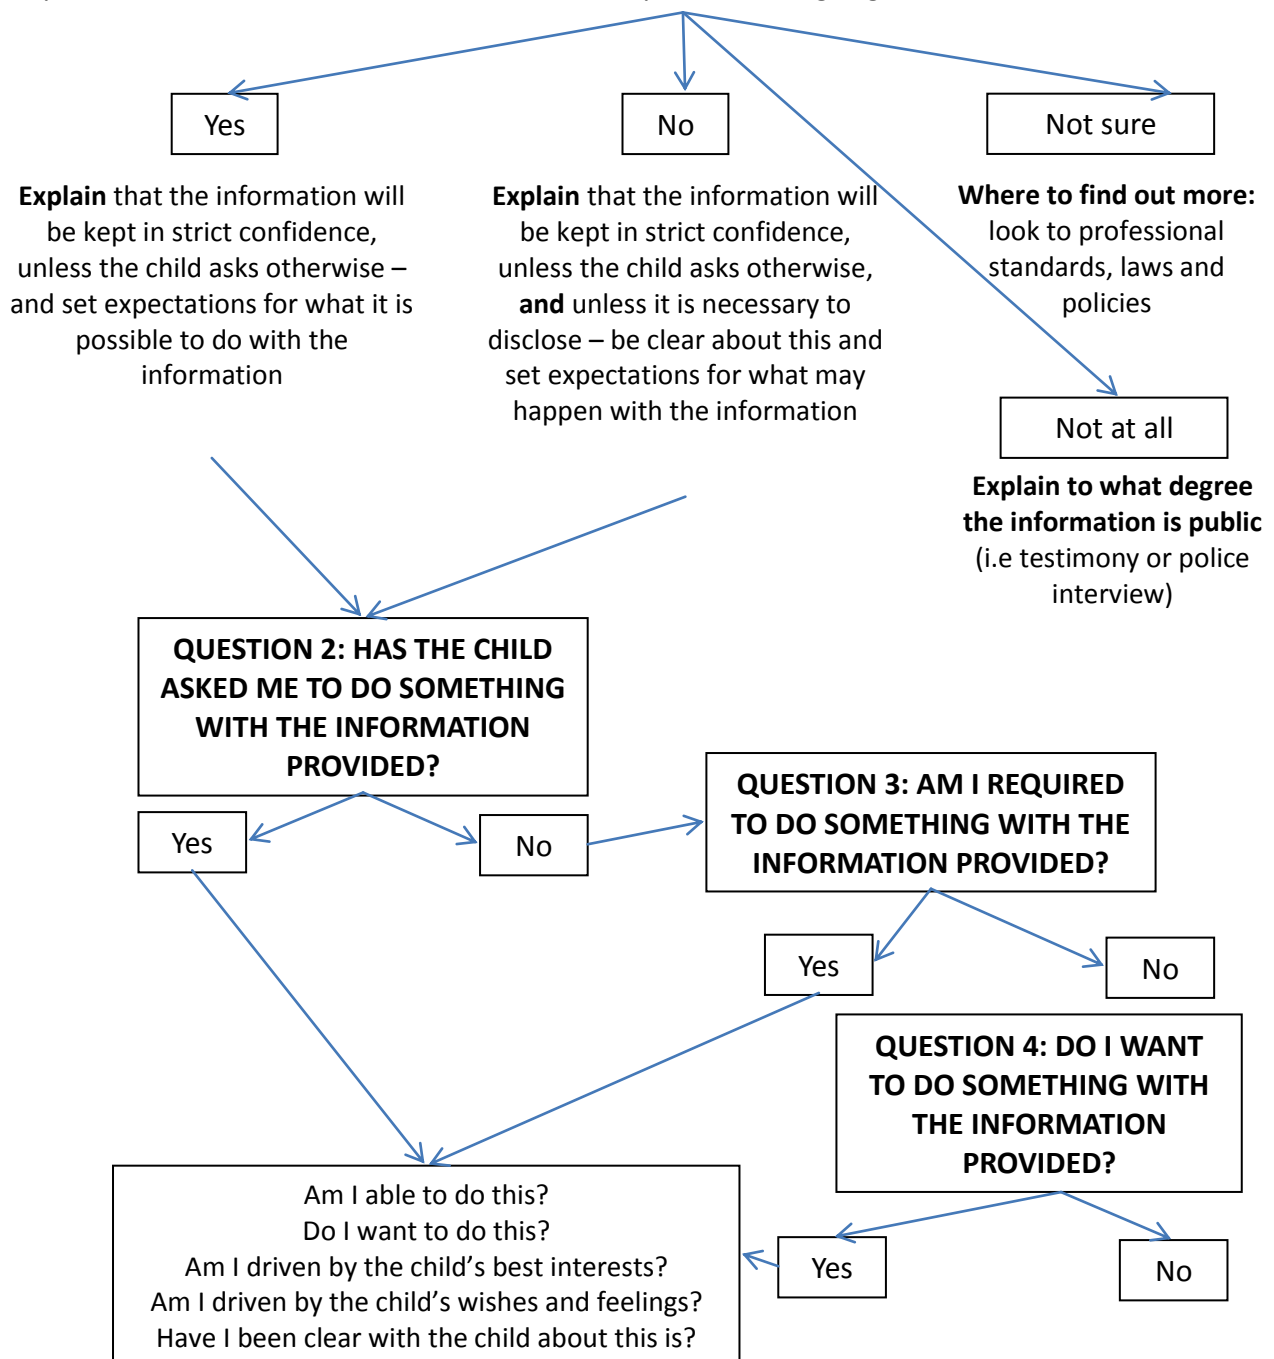 Yes
No
Not sure
Explain that the information will
be kept in strict confidence,
unless the child asks otherwise –
and set expectations for what it is
possible to do with the
information
Explain that the information will
be kept in strict confidence,
unless the child asks otherwise,
and unless it is necessary to
disclose – be clear about this and
set expectations for what may
happen with the information
Where to find out more:
look to professional
standards, laws and
policies
Not at all
Explain to what degree
the information is public
(i.e testimony or police
interview)
QUESTION 2: HAS THE CHILD
ASKED ME TO DO SOMETHING
WITH THE INFORMATION
PROVIDED?
Yes
No
QUESTION 3: AM I REQUIRED
TO DO SOMETHING WITH THE
INFORMATION PROVIDED?
Yes
No
QUESTION 4: DO I WANT
TO DO SOMETHING WITH
THE INFORMATION
PROVIDED?
Yes
No
Am I able to do this?
Do I want to do this?
Am I driven by the child’s best interests?
Am I driven by the child’s wishes and feelings?
Have I been clear with the child about this is?